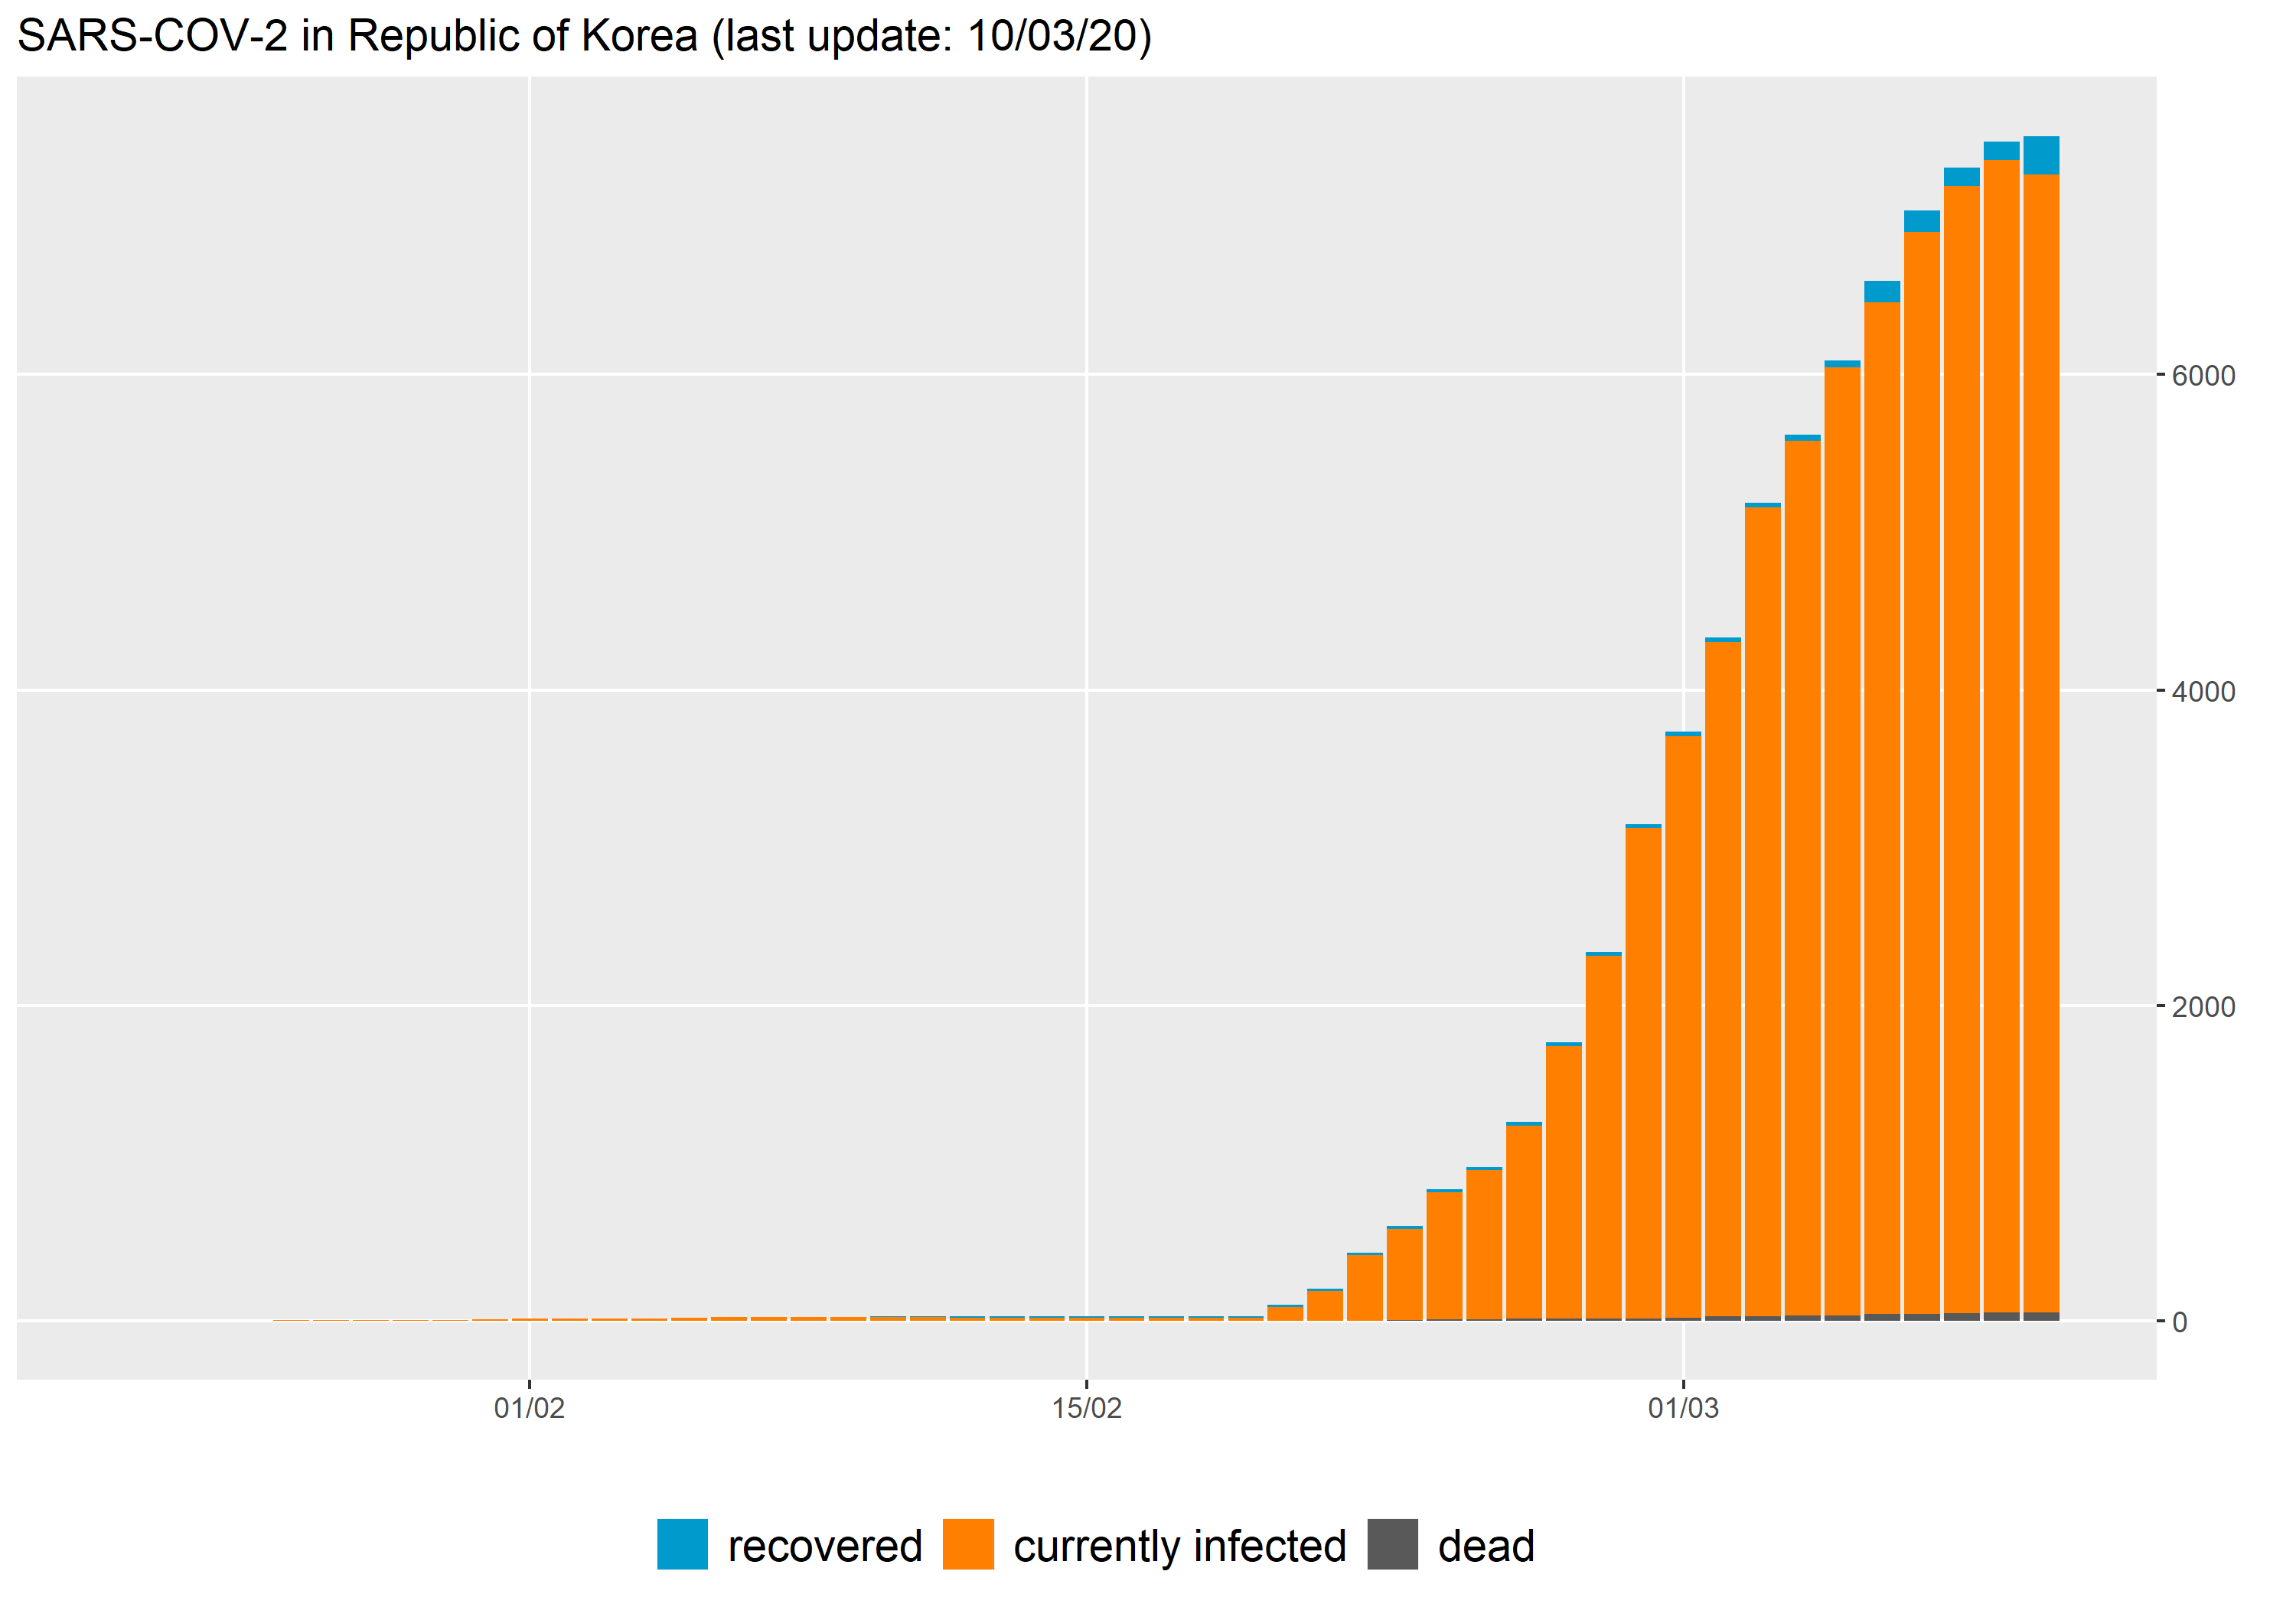 SARS-COV-2 in Republic of Korea (last update: 10/03/20)
6000
4000
2000
0
01/02 15/02 01/03
recovered currently infected dead